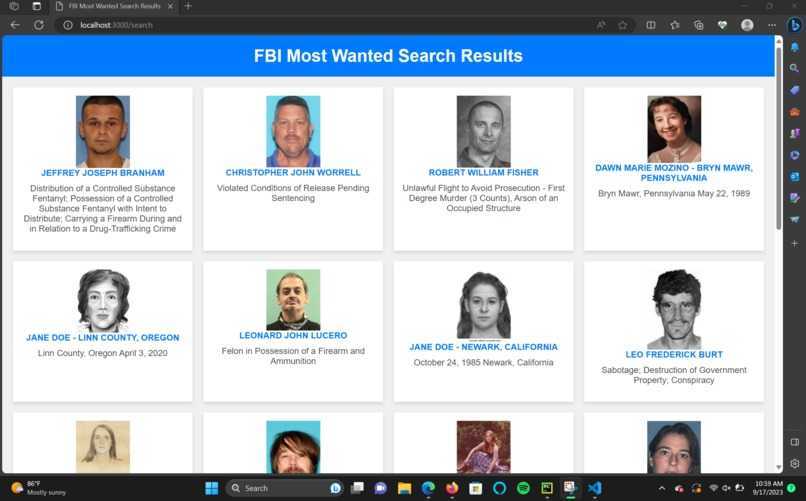 FBI Most Wanted Search Results
localhost:3000/search
FBI Most Wanted Search Results
JEFFREY JOSEPH BRANHAM
Distribution of a Controlled Substance
Fentanyl; Possession of a Controlled
Substance Fentanyl with Intent to
Distribute; Carrying a Firearm During and
in Relation to a Drug-Trafficking Crime
CHRISTOPHER JOHN WORRELL
Violated Conditions of Release Pending
Sentencing
ROBERT WILLIAM FISHER
Unlawful Flight to Avoid Prosecution - First
Degree Murder (3 Counts), Arson of an
Occupied Structure
DAWN MARIE MOZINO - BRYN MAWR,
PENNSYLVANIA
Bryn Mawr, Pennsylvania May 22, 1989
JANE DOE - LINN COUNTY, OREGON
Linn County, Oregon April 3, 2020
LEONARD JOHN LUCERO
Felon in Possession of a Firearm and
Ammunition
JANE DOE - NEWARK, CALIFORNIA
October 24, 1985 Newark, California
LEO FREDERICK BURT
Sabotage; Destruction of Government
Property; Conspiracy
86°F
Mostly sunny
Search
10:59 AM
9/17/2023